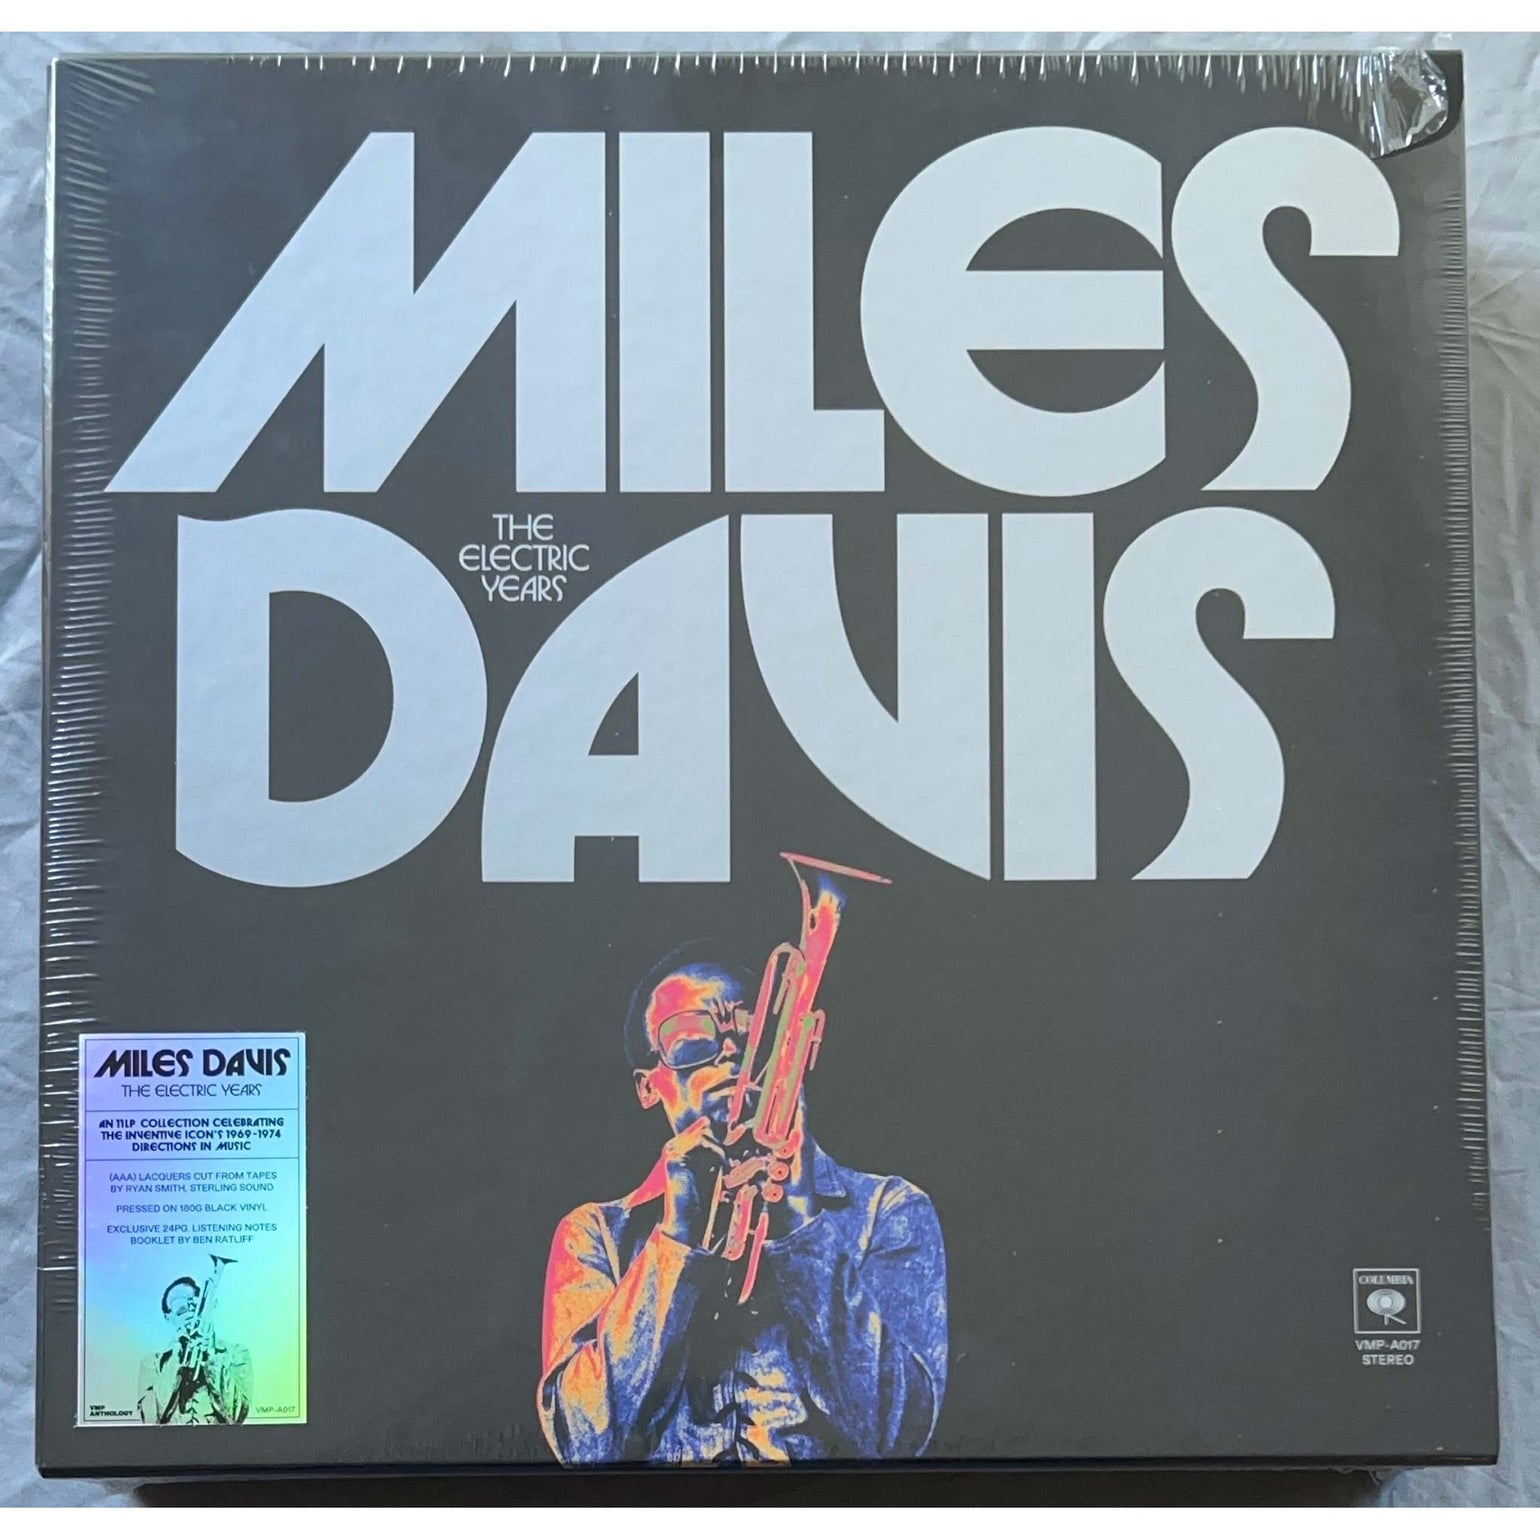 MILES
DAVIS
THE
ELECTRIC
YEARS
MILES DAVIS
THE ELECTRIC YEARS
AN 11LP COLLECTION CELEBRATING
THE INVENTIVE ICON'S 1969-1974
DIRECTIONS IN MUSIC
(AAA) LACQUERS CUT FROM TAPES
BY RYAN SMITH, STERLING SOUND
PRESSED ON 180G BLACK VINYL
EXCLUSIVE 24PG. LISTENING NOTES
BOOKLET BY BEN RATLIFF
VMP
ANTHOLOGY
VMP-A017
COLUMBIA
VMP-A017
STEREO